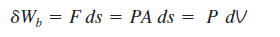 δW_b = F ds = PA ds = P dV